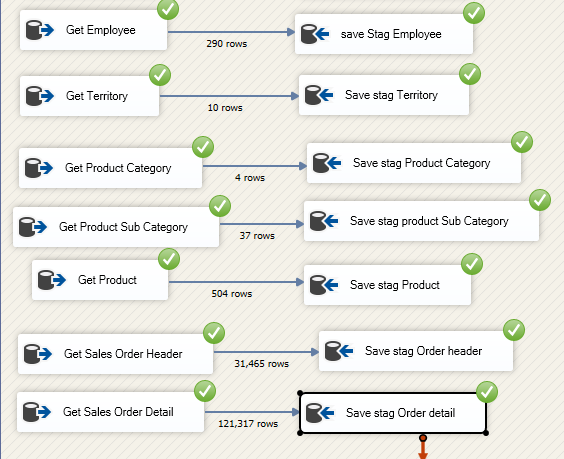 Get Employee
290 rows
save Stag Employee
Get Territory
10 rows
Save stag Territory
Get Product Category
4 rows
Save stag Product Category
Get Product Sub Category
37 rows
Save stag product Sub Category
Get Product
504 rows
Save stag Product
Get Sales Order Header
31,465 rows
Save stag Order header
Get Sales Order Detail
121,317 rows
Save stag Order detail